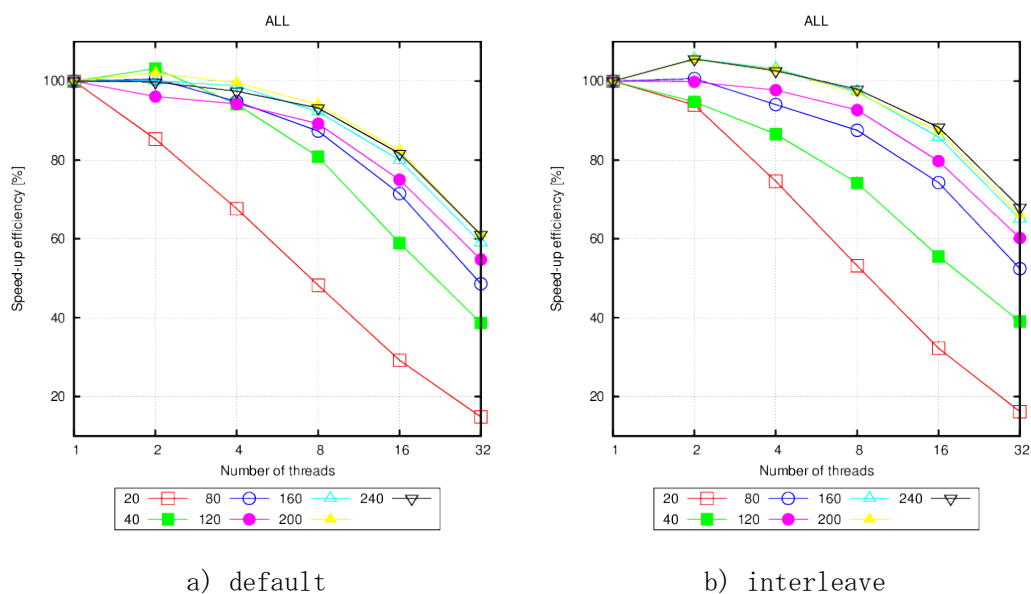 ALL
Speed-up efficiency [%]
100
80
60
40
20
1 2 4 8 16 32
Number of threads
20 80 160 240
40 120 200
a) default
ALL
Speed-up efficiency [%]
100
80
60
40
20
1 2 4 8 16 32
Number of threads
20 80 160 240
40 120 200
b) interleave